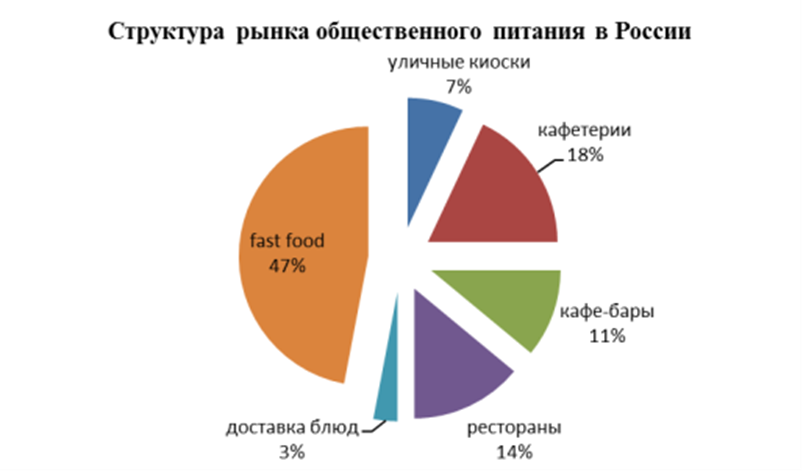 Структура рынка общественного питания в России
уличные киоски
7%
кафетерии
18%
кафе-бары
11%
рестораны
14%
доставка блюд
3%
fast food
47%